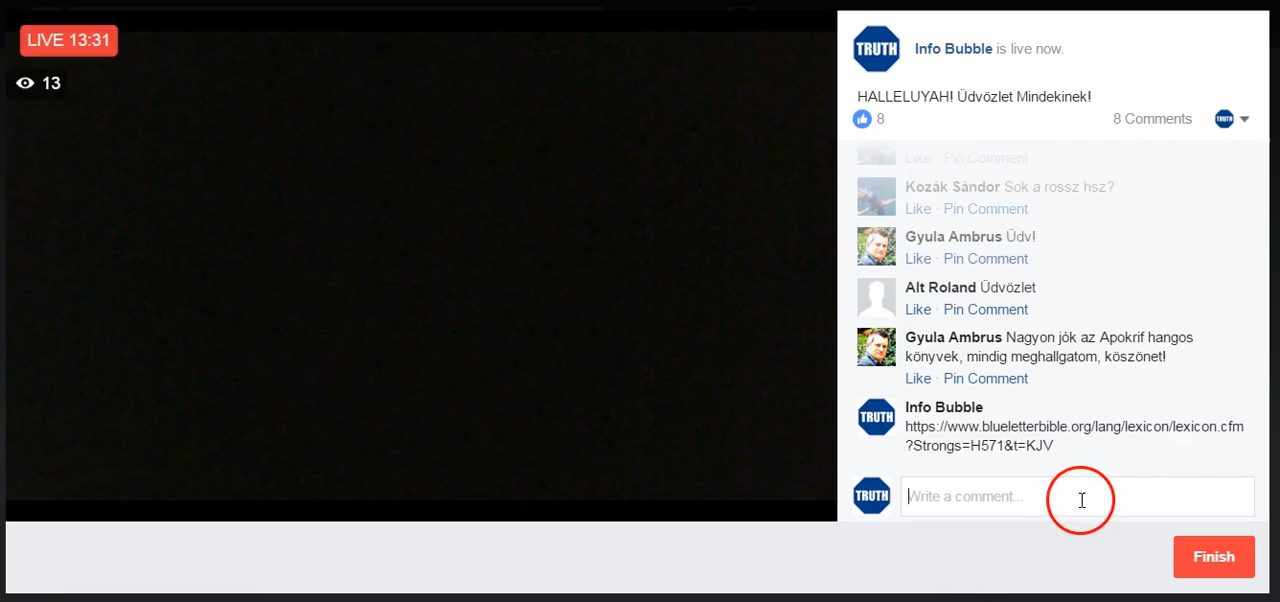 LIVE 13:31
13
TRUTH
Info Bubble is live now.
HALLELUYAH! Üdvözlet Mindekinek!
8
8 Comments
TRUTH
Like · Pin Comment
Kozák Sándor Sok a rossz hsz?
Like · Pin Comment
Gyula Ambrus Üdv!
Like · Pin Comment
Alt Roland Üdvözlet
Like · Pin Comment
Gyula Ambrus Nagyon jók az Apokrif hangos
könyvek, mindig meghallgatom, köszönet!
Like · Pin Comment
TRUTH
Info Bubble
https://www.blueletterbible.org/lang/lexicon/lexicon.cfm
?Strongs=H571&t=KJV
TRUTH
Write a comment...
Finish